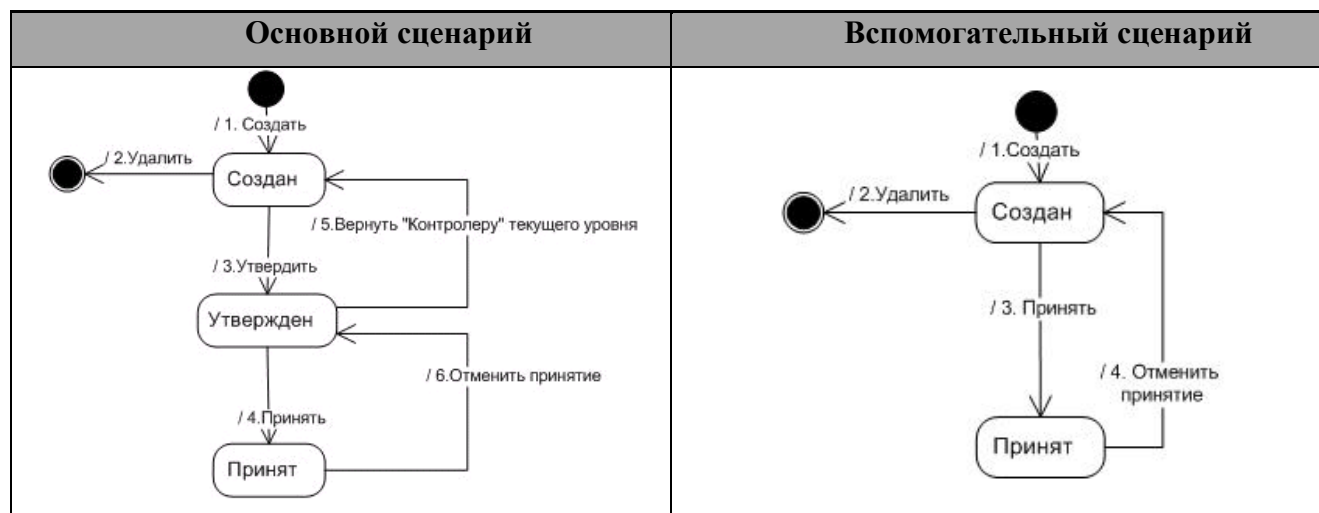 Основной сценарий
/ 1. Создать
/ 2.Удалить
Создан
/ 5.Вернуть "Контролеру" текущего уровня
/ 3.Утвердить
Утвержден
/ 6.Отменить принятие
/ 4.Принять
Принят
Вспомогательный сценарий
/ 1.Создать
/ 2.Удалить
Создан
/ 3. Принять
/ 4. Отменить
принятие
Принят